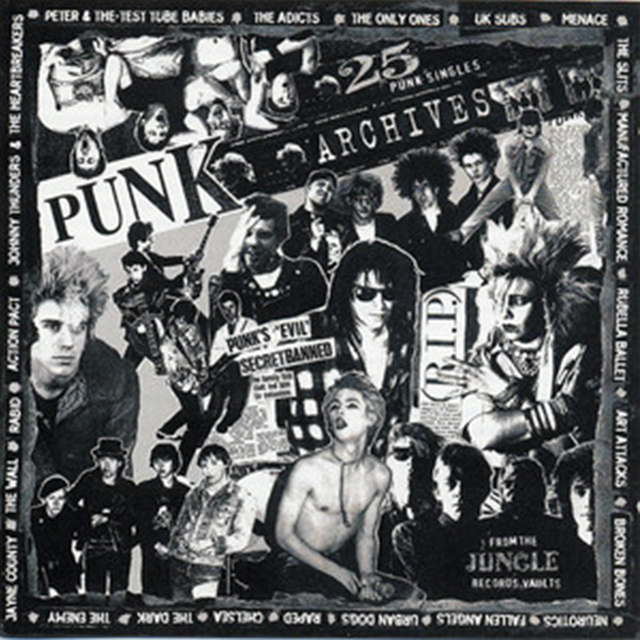 PETER & THE TEST TUBE BABIES * THE ADICTS * THE ONLY ONES * UK SUBS * MENACE *
THE SLITS * MANUFACTURED ROMANCE * RUBELLA BALLET * ART ATTACKS * BROKEN BONES
NEUROTICS * FALLEN ANGELS * URBAN DOGS * RAPED * CHELSEA * THE DARK * THE ENEMY *
JAYNE COUNTY * THE WALL * RABID * ACTION PACT * JOHNNY THUNDERS & THE HEARTBREAKERS
25
PUNK SINGLES
ARCHIVES
PUNK
PUNK'S "EVIL"
SECRET BANNED
R.I.P.
FROM THE
JUNGLE
RECORDS VAULTS